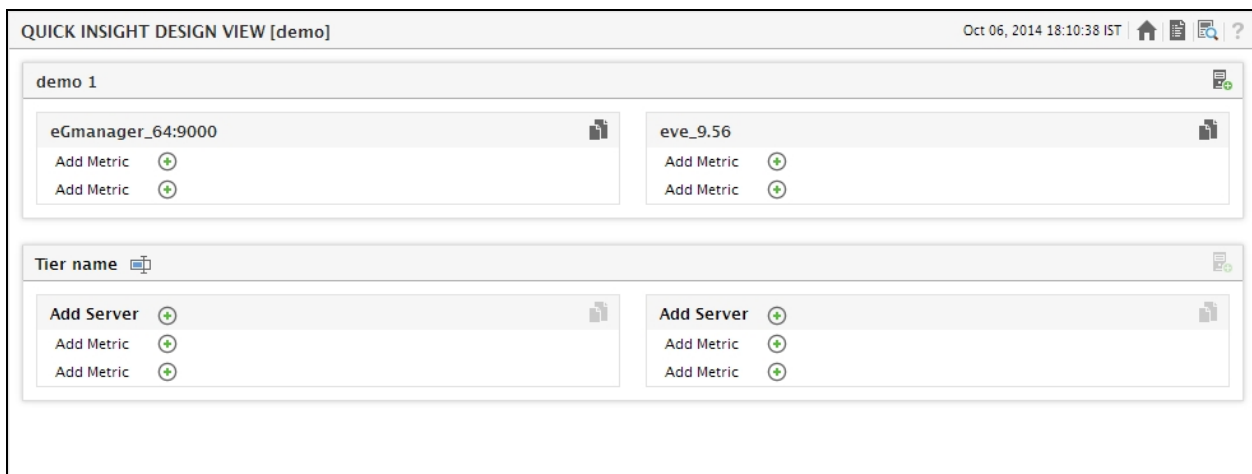 QUICK INSIGHT DESIGN VIEW [demo]
Oct 06, 2014 18:10:38 IST
?
demo 1
eGmanager_64:9000
Add Metric
Add Metric
eve_9.56
Add Metric
Add Metric
Tier name
Add Server
Add Metric
Add Metric
Add Server
Add Metric
Add Metric